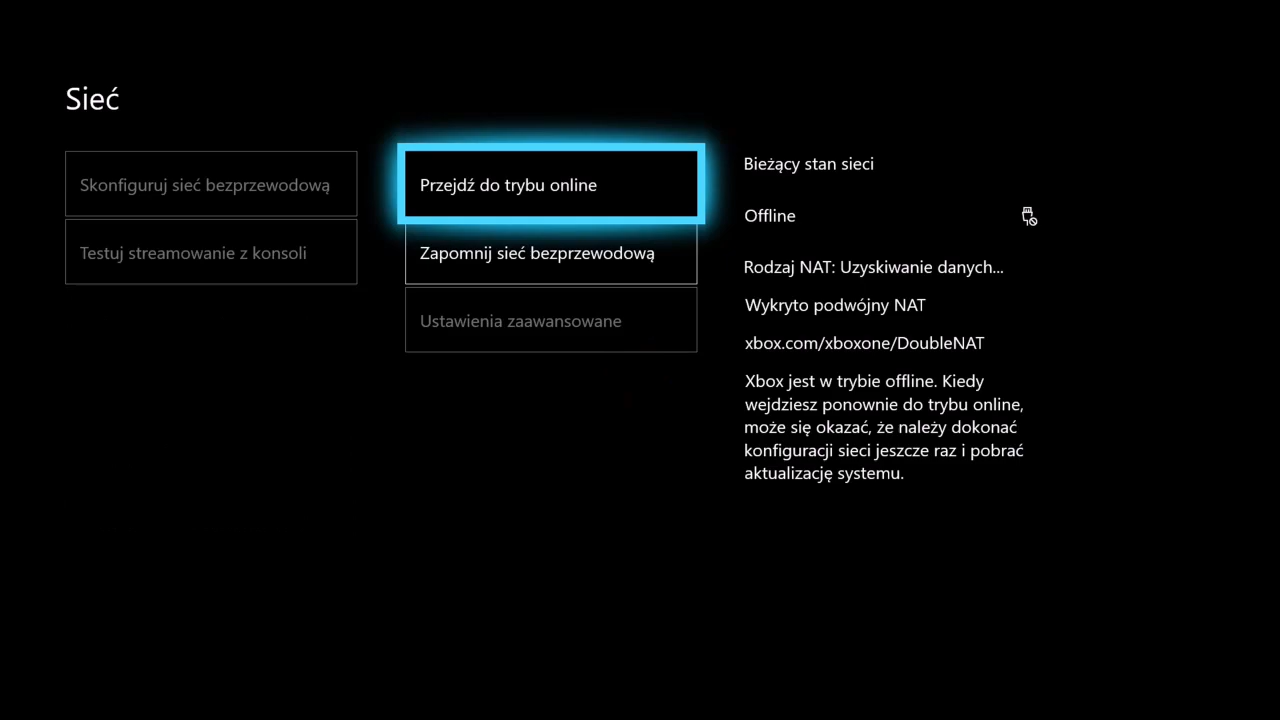 Sieć
Skonfiguruj sieć bezprzewodową
Testuj streamowanie z konsoli
Przejdź do trybu online
Zapomnij sieć bezprzewodową
Ustawienia zaawansowane
Bieżący stan sieci
Offline
Rodzaj NAT: Uzyskiwanie danych...
Wykryto podwójny NAT
xbox.com/xboxone/DoubleNAT
Xbox jest w trybie offline. Kiedy
wejdziesz ponownie do trybu online,
może się okazać, że należy dokonać
konfiguracji sieci jeszcze raz i pobrać
aktualizację systemu.